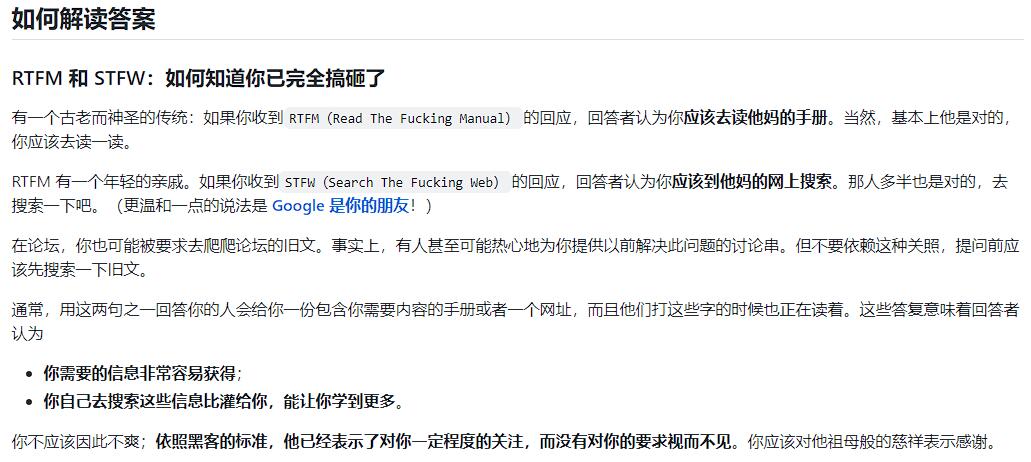 如何解读答案
RTFM 和 STFW：如何知道你已完全搞砸了
有一个古老而神圣的传统：如果你收到 RTFM（Read The Fucking Manual） 的回应，回答者认为你应该去读他妈的手册。当然，基本上他是对的，
你应该去读一读。
RTFM 有一个年轻的亲戚。如果你收到 STFW（Search The Fucking Web） 的回应，回答者认为你应该到他妈的网上搜索。那人多半也是对的，去
搜索一下吧。（更温和一点的说法是 Google 是你的朋友！）
在论坛，你也可能被要求去爬爬论坛的旧文。事实上，有人甚至可能热心地为你提供以前解决此问题的讨论串。但不要依赖这种关照，提问前应
该先搜索一下旧文。
通常，用这两句之一回答你的人会给你一份包含你需要内容的手册或者一个网址，而且他们打这些字的时候也正在读着。这些答复意味着回答者
认为
• 你需要的信息非常容易获得；
• 你自己去搜索这些信息比灌给你，能让你学到更多。
你不应该因此不爽；依照黑客的标准，他已经表示了对你一定程度的关注，而没有对你的要求视而不见。你应该对他祖母般的慈祥表示感谢。